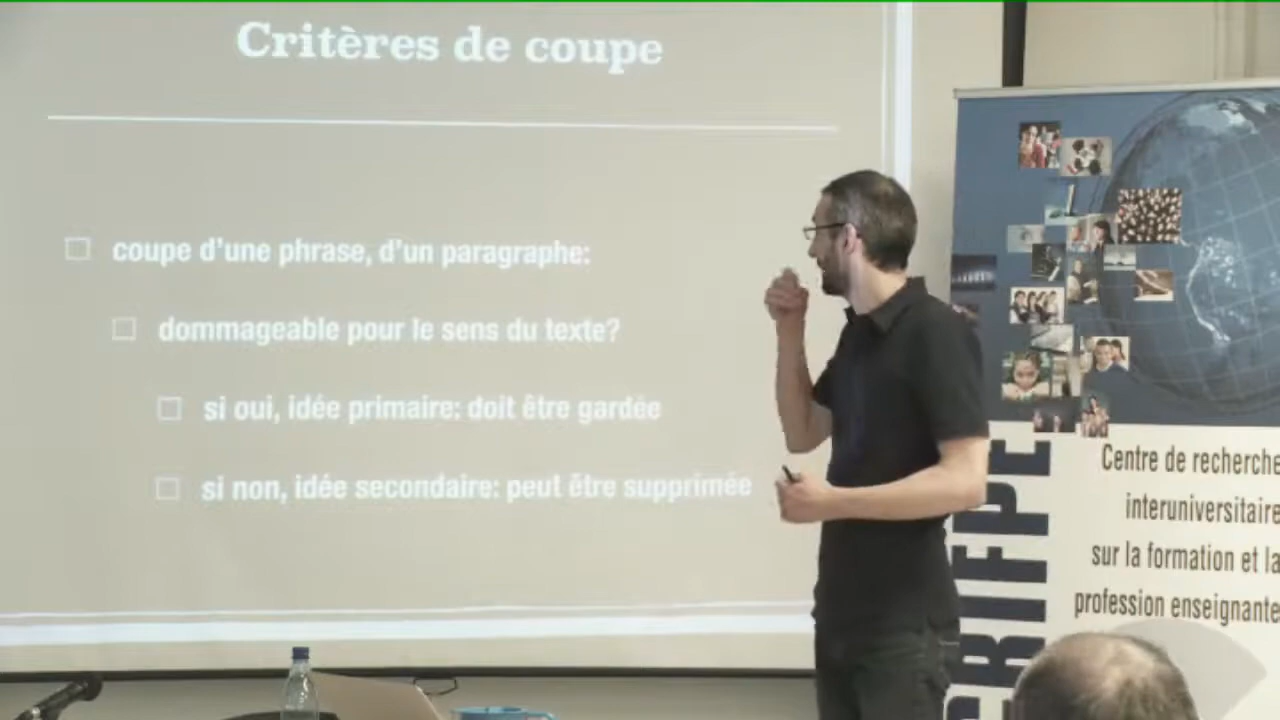 Critères de coupe
coupe d'une phrase, d'un paragraphe:
dommageable pour le sens du texte?
si oui, idée primaire: doit être gardée
si non, idée secondaire: peut être supprimée
CRIFPE
Centre de recherche
interuniversitaire
sur la formation et la
profession enseignante